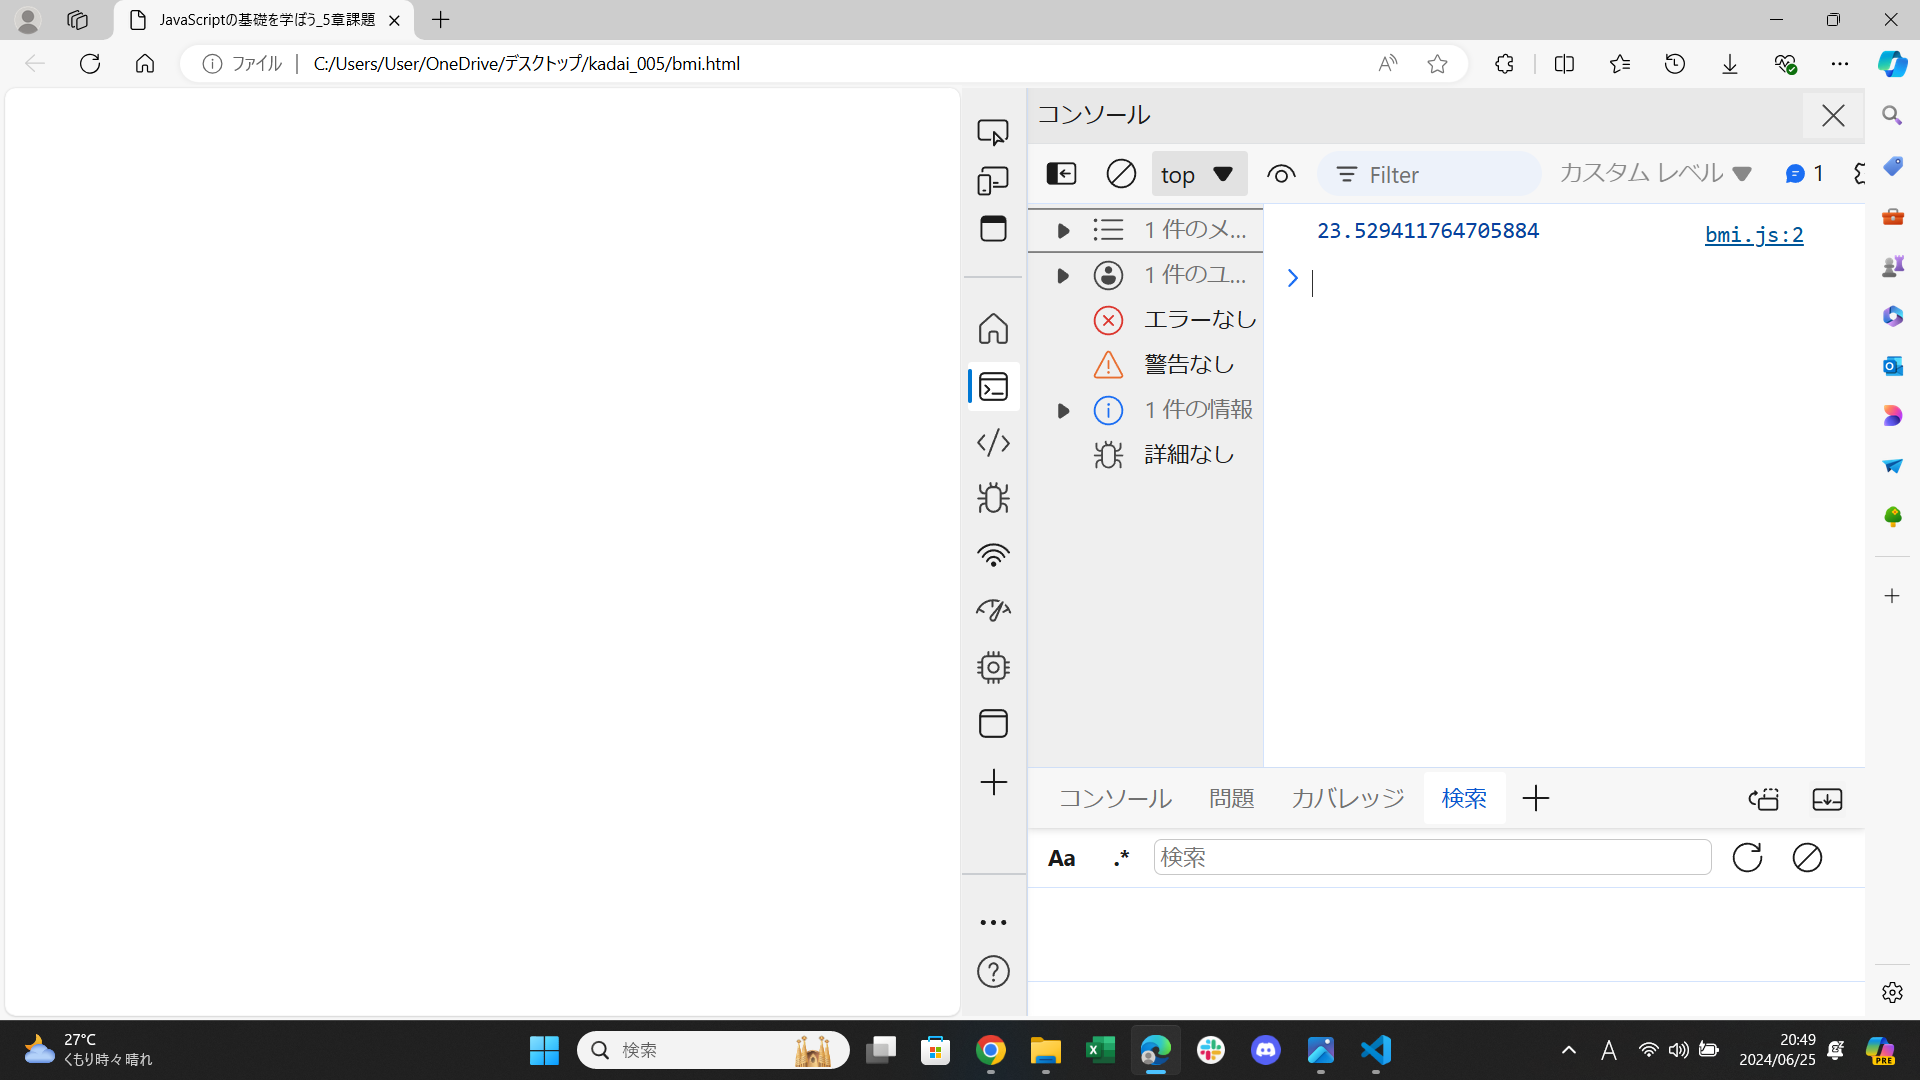 JavaScriptの基礎を学ぼう_5章課題
ファイル
C:/Users/User/OneDrive/デスクトップ/kadai_005/bmi.html
コンソール
top
Filter
カスタム レベル
1
1 件のメ...
1 件のユ...
エラーなし
警告なし
1 件の情報
詳細なし
23.529411764705884
bmi.js:2
コンソール
問題
カバレッジ
検索
Aa
.*
検索
27°C
くもり時々晴れ
検索
A
20:49
2024/06/25
PRE